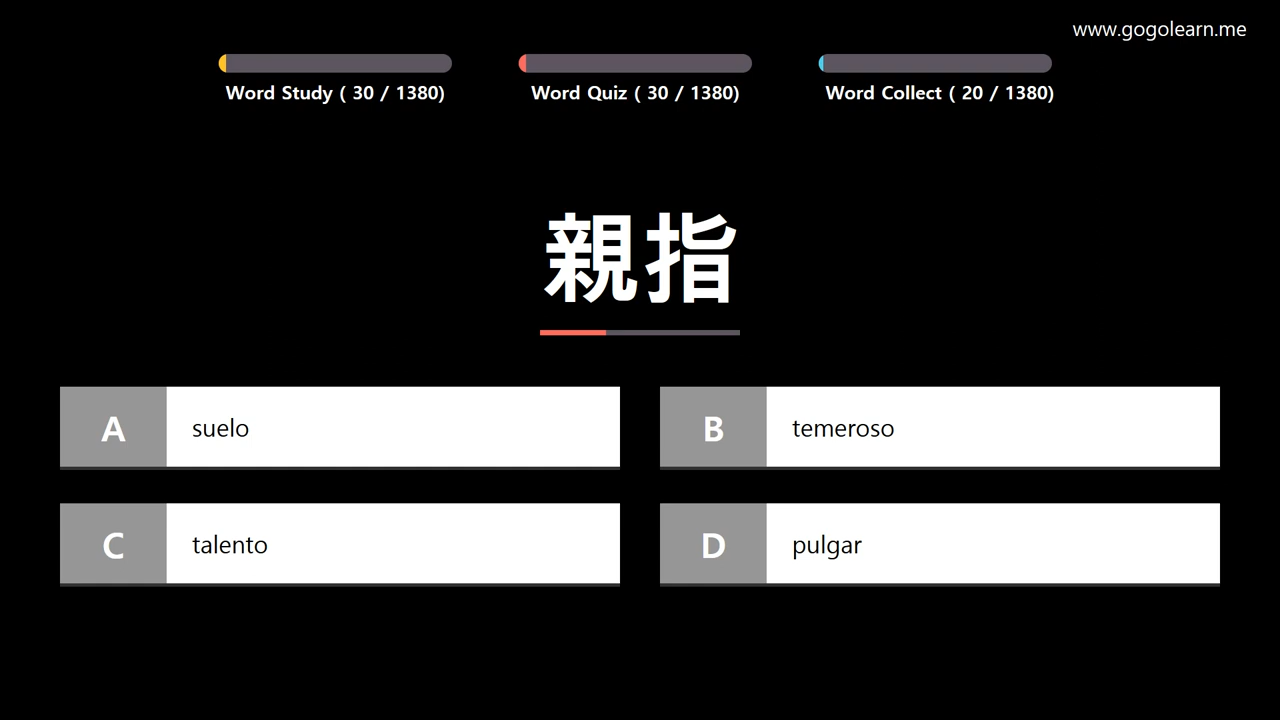 www.gogolearn.me
Word Study ( 30 / 1380)
Word Quiz ( 30 / 1380)
Word Collect ( 20 / 1380)
親指
A suelo
B temeroso
C talento
D pulgar